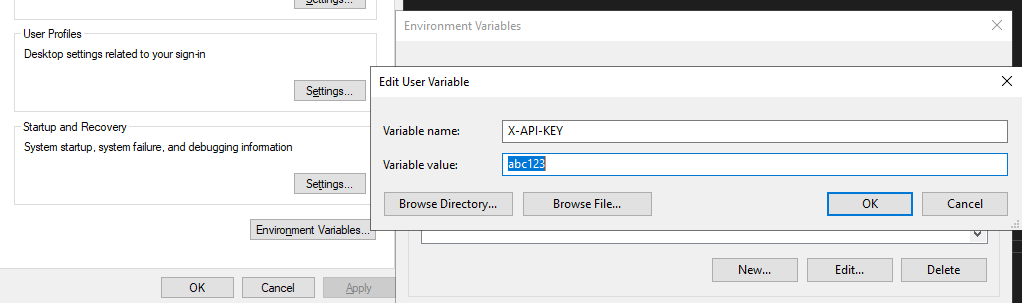 Settings...
User Profiles
Desktop settings related to your sign-in
Settings...
Startup and Recovery
System startup, system failure, and debugging information
Settings...
Environment Variables...
OK
Cancel
Apply
Environment Variables
Edit User Variable
Variable name:
X-API-KEY
Variable value:
abc123
Browse Directory...
Browse File...
OK
Cancel
New...
Edit...
Delete